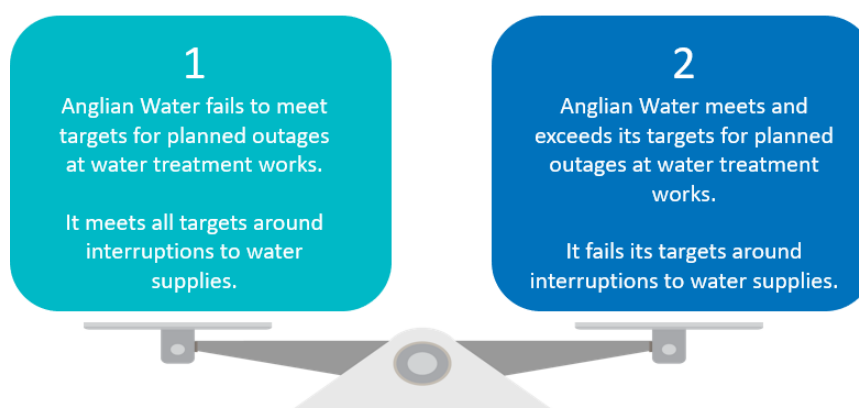 1
Anglian Water fails to meet
targets for planned outages
at water treatment works.
It meets all targets around
interruptions to water
supplies.
2
Anglian Water meets and
exceeds its targets for planned
outages at water treatment
works.
It fails its targets around
interruptions to water supplies.